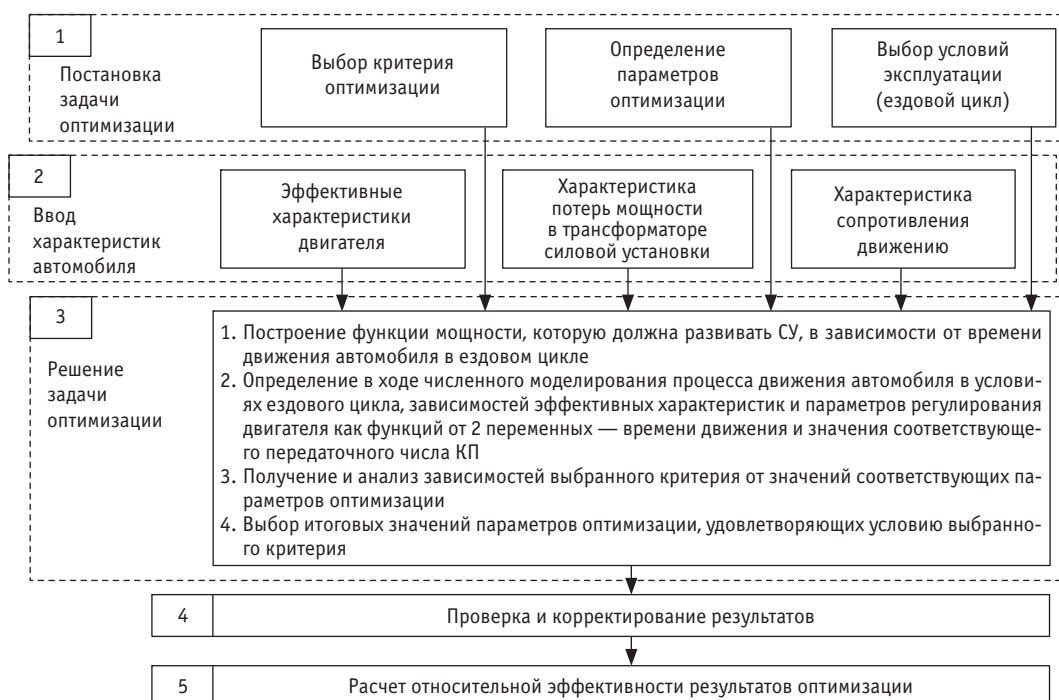 1
Постановка
задачи
оптимизации
Выбор критерия
оптимизации
Определение
параметров
оптимизации
Выбор условий
эксплуатации
(ездовой цикл)
2
Ввод
характеристик
автомобиля
Эффективные
характеристики
двигателя
Характеристика
потерь мощности
в трансформаторе
силовой установки
Характеристика
сопротивления
движению
3
Решение
задачи
оптимизации
1. Построение функции мощности, которую должна развивать СУ, в зависимости от времени
движения автомобиля в ездовом цикле
2. Определение в ходе численного моделирования процесса движения автомобиля в услови-
ях ездового цикла, зависимостей эффективных характеристик и параметров регулирования
двигателя как функций от 2 переменных — времени движения и значения соответствующе-
го передаточного числа КП
3. Получение и анализ зависимостей выбранного критерия от значений соответствующих па-
раметров оптимизации
4. Выбор итоговых значений параметров оптимизации, удовлетворяющих условию выбранно-
го критерия
4
Проверка и корректирование результатов
5
Расчет относительной эффективности результатов оптимизации